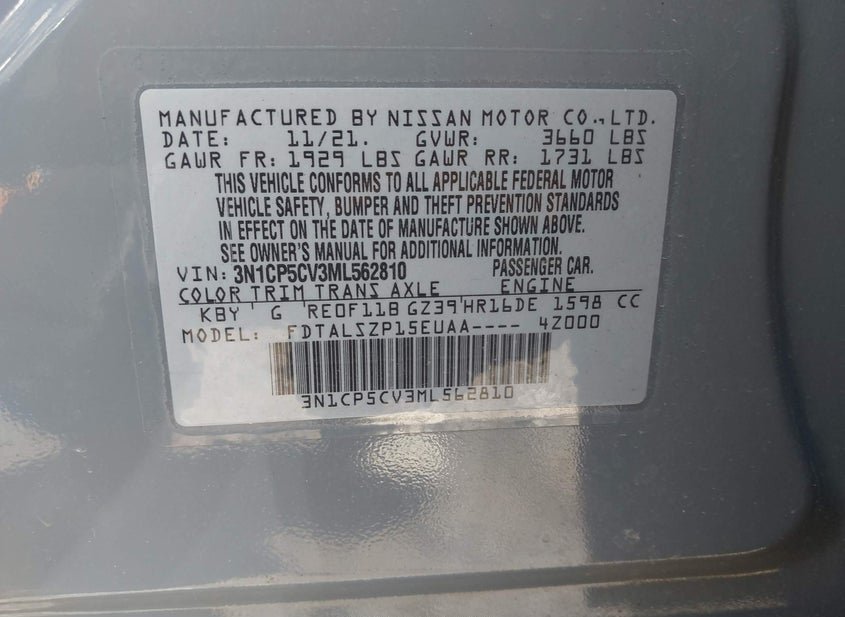 MANUFACTURED BY NISSAN MOTOR CO., LTD.
DATE: 11/21. GVWR: 3660 LBS
GAWR FR: 1929 LBS GAWR RR: 1731 LBS
THIS VEHICLE CONFORMS TO ALL APPLICABLE FEDERAL MOTOR
VEHICLE SAFETY, BUMPER AND THEFT PREVENTION STANDARDS
IN EFFECT ON THE DATE OF MANUFACTURE SHOWN ABOVE.
SEE OWNER'S MANUAL FOR ADDITIONAL INFORMATION.
VIN: 3N1CP5CV3ML562810 PASSENGER CAR.
COLOR TRIM TRANS AXLE ENGINE
KBY G RE0F11B GZ39 HR16DE 1598 CC
MODEL: FDTALSZP15EUAA---- 4Z000
3N1CP5CV3ML562810